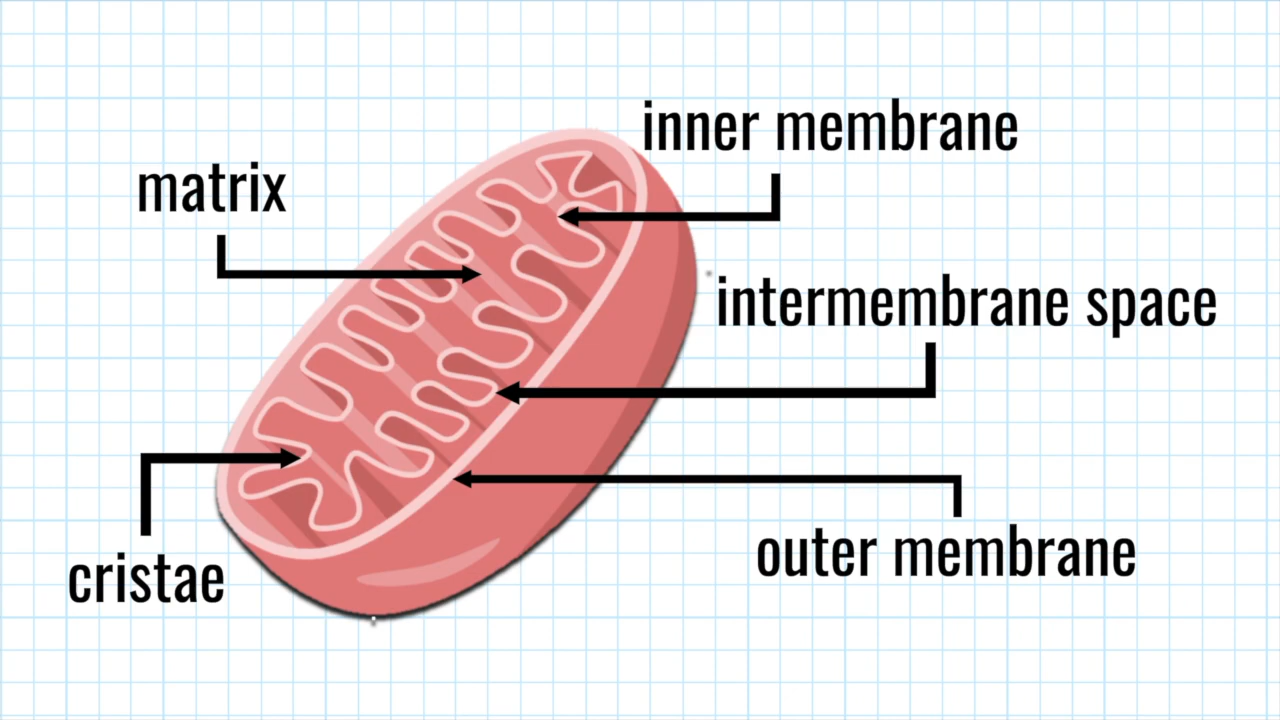 inner membrane
matrix
intermembrane space
outer membrane
cristae